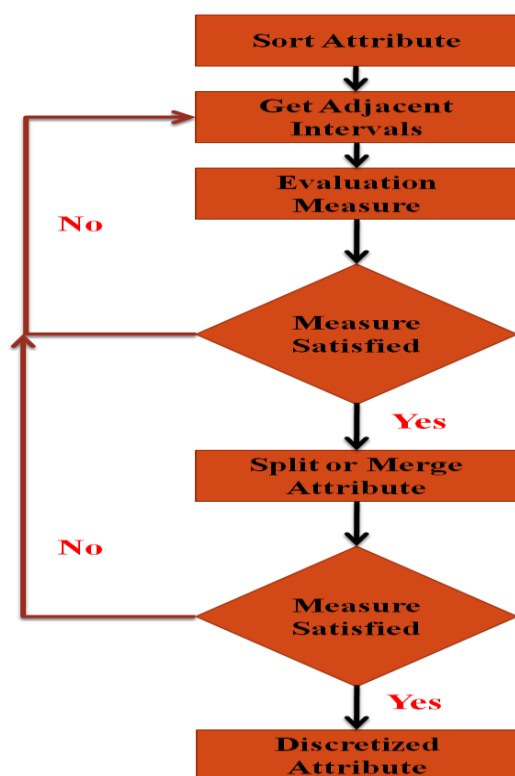 Sort Attribute
Get Adjacent
Intervals
Evaluation
Measure
No
Measure
Satisfied
Yes
Split or Merge
Attribute
No
Measure
Satisfied
Yes
Discretized
Attribute